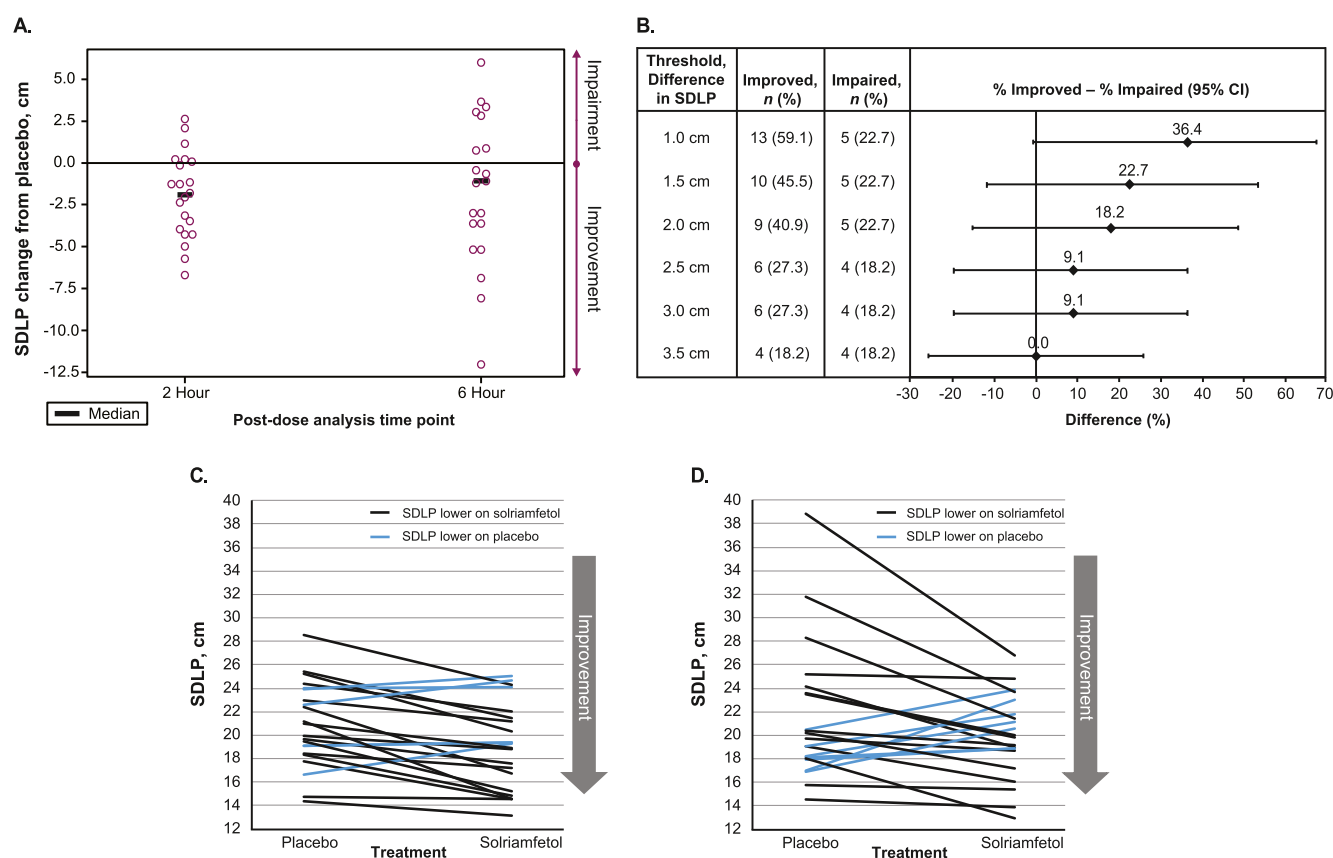 A.
SDLP change from placebo, cm
5.0
2.5
0.0
-2.5
-5.0
-7.5
-10.0
-12.5
Impairment
Improvement
2 Hour
6 Hour
Median
Post-dose analysis time point
B.
Threshold,
Difference
in SDLP
Improved,
n (%)
Impaired,
n (%)
% Improved – % Impaired (95% CI)
1.0 cm 13 (59.1) 5 (22.7) 36.4
1.5 cm 10 (45.5) 5 (22.7) 22.7
2.0 cm 9 (40.9) 5 (22.7) 18.2
2.5 cm 6 (27.3) 4 (18.2) 9.1
3.0 cm 6 (27.3) 4 (18.2) 9.1
3.5 cm 4 (18.2) 4 (18.2) 0.0
-30 -20 -10 0 10 20 30 40 50 60 70
Difference (%)
C.
SDLP, cm
40
38
36
34
32
30
28
26
24
22
20
18
16
14
12
SDLP lower on solriamfetol
SDLP lower on placebo
Improvement
Placebo
Solriamfetol
Treatment
D.
SDLP, cm
40
38
36
34
32
30
28
26
24
22
20
18
16
14
12
SDLP lower on solriamfetol
SDLP lower on placebo
Improvement
Placebo
Solriamfetol
Treatment